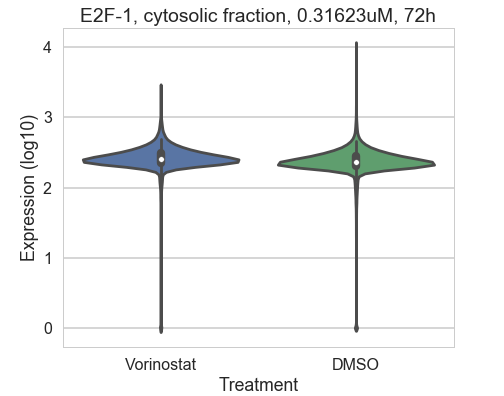 E2F-1, cytosolic fraction, 0.31623uM, 72h
Expression (log10)
4
3
2
1
0
Vorinostat
DMSO
Treatment